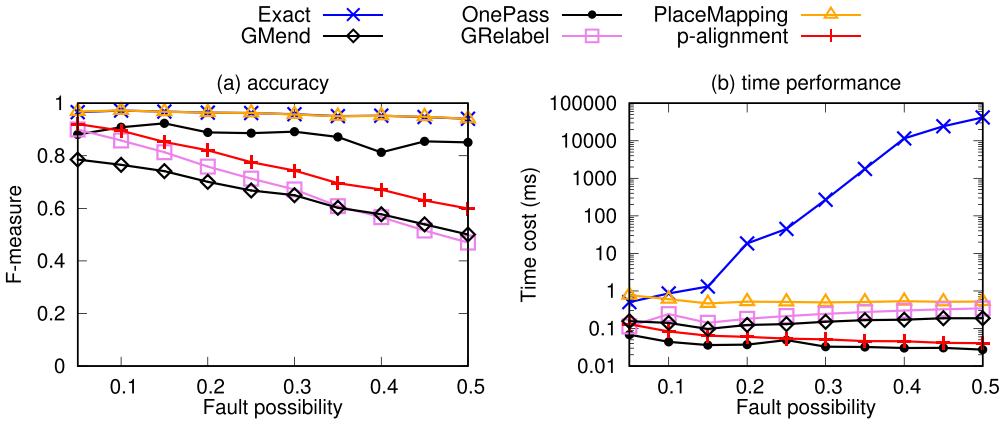 Exact OnePass PlaceMapping
GMend GRelabel p-alignment
(a) accuracy
1
0.8
0.6
0.4
0.2
0
F-measure
0.1 0.2 0.3 0.4 0.5
Fault possibility
(b) time performance
100000
10000
1000
100
10
1
0.1
0.01
Time cost (ms)
0.1 0.2 0.3 0.4 0.5
Fault possibility